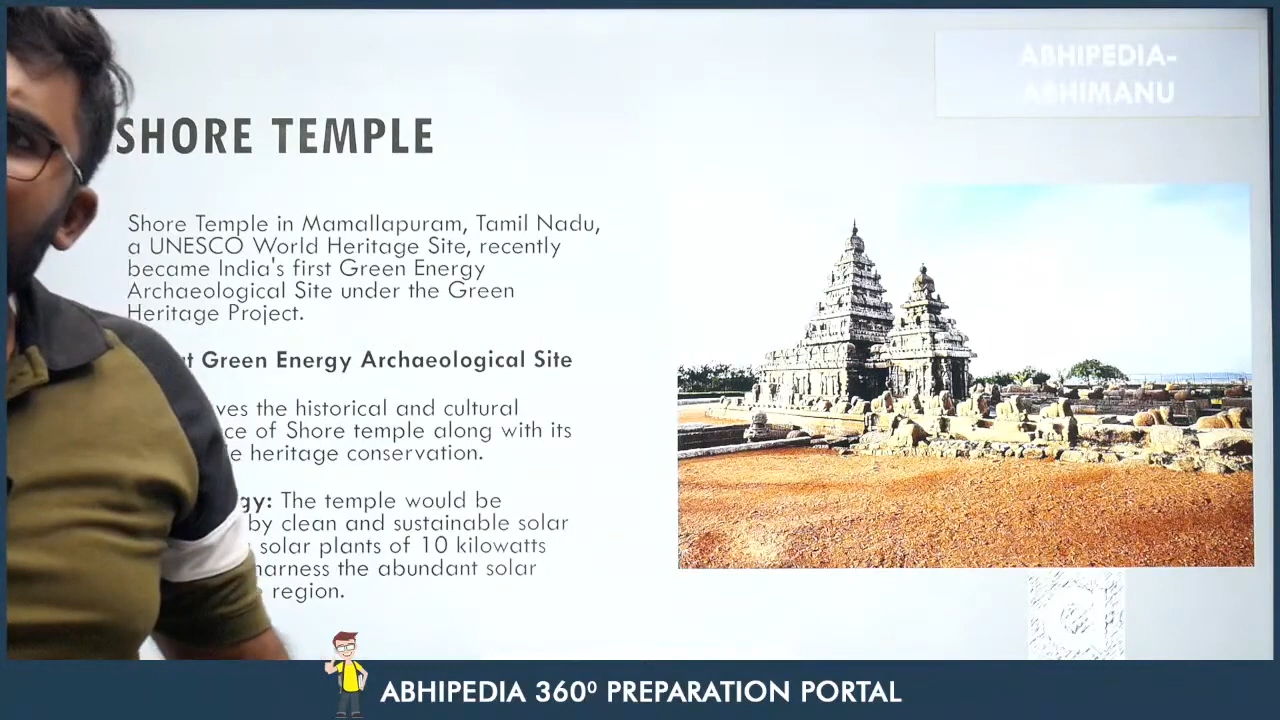 ABHIPEDIA-
ABHIMANU
SHORE TEMPLE
Shore Temple in Mamallapuram, Tamil Nadu,
a UNESCO World Heritage Site, recently
became India's first Green Energy
Archaeological Site under the Green
Heritage Project.
Green Energy Archaeological Site
the historical and cultural
of Shore temple along with its
heritage conservation.
The temple would be
by clean and sustainable solar
solar plants of 10 kilowatts
harness the abundant solar
region.
ABHIPEDIA 360⁰ PREPARATION PORTAL